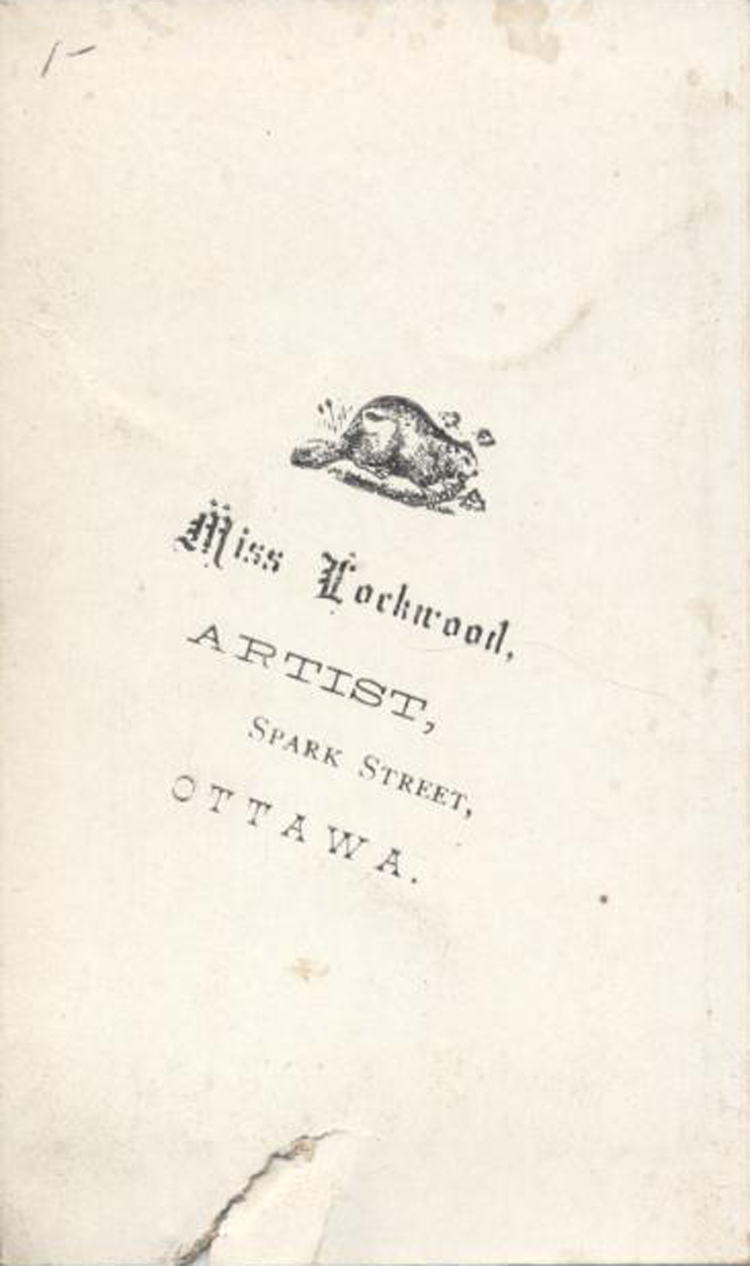 1-
Miss Lockwood,
ARTIST,
SPARK STREET,
OTTAWA.